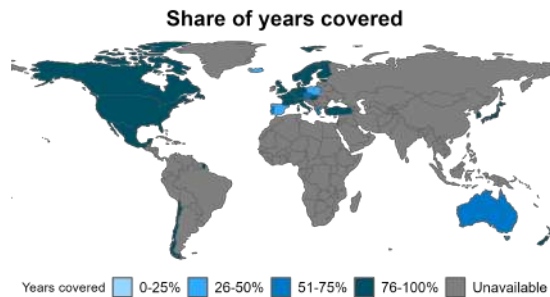 Share of years covered
Years covered 0-25% 26-50% 51-75% 76-100% Unavailable